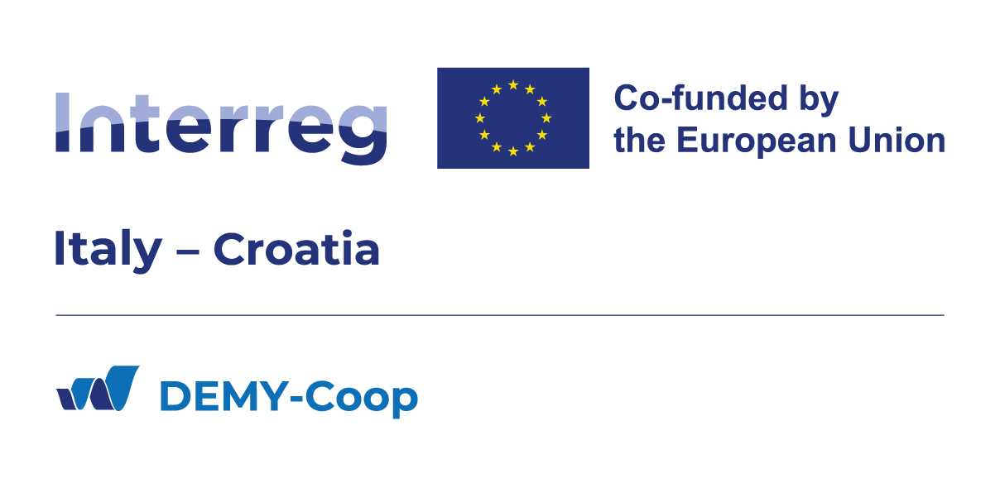 Interreg
Co-funded by
the European Union
Italy – Croatia
DEMY-Coop